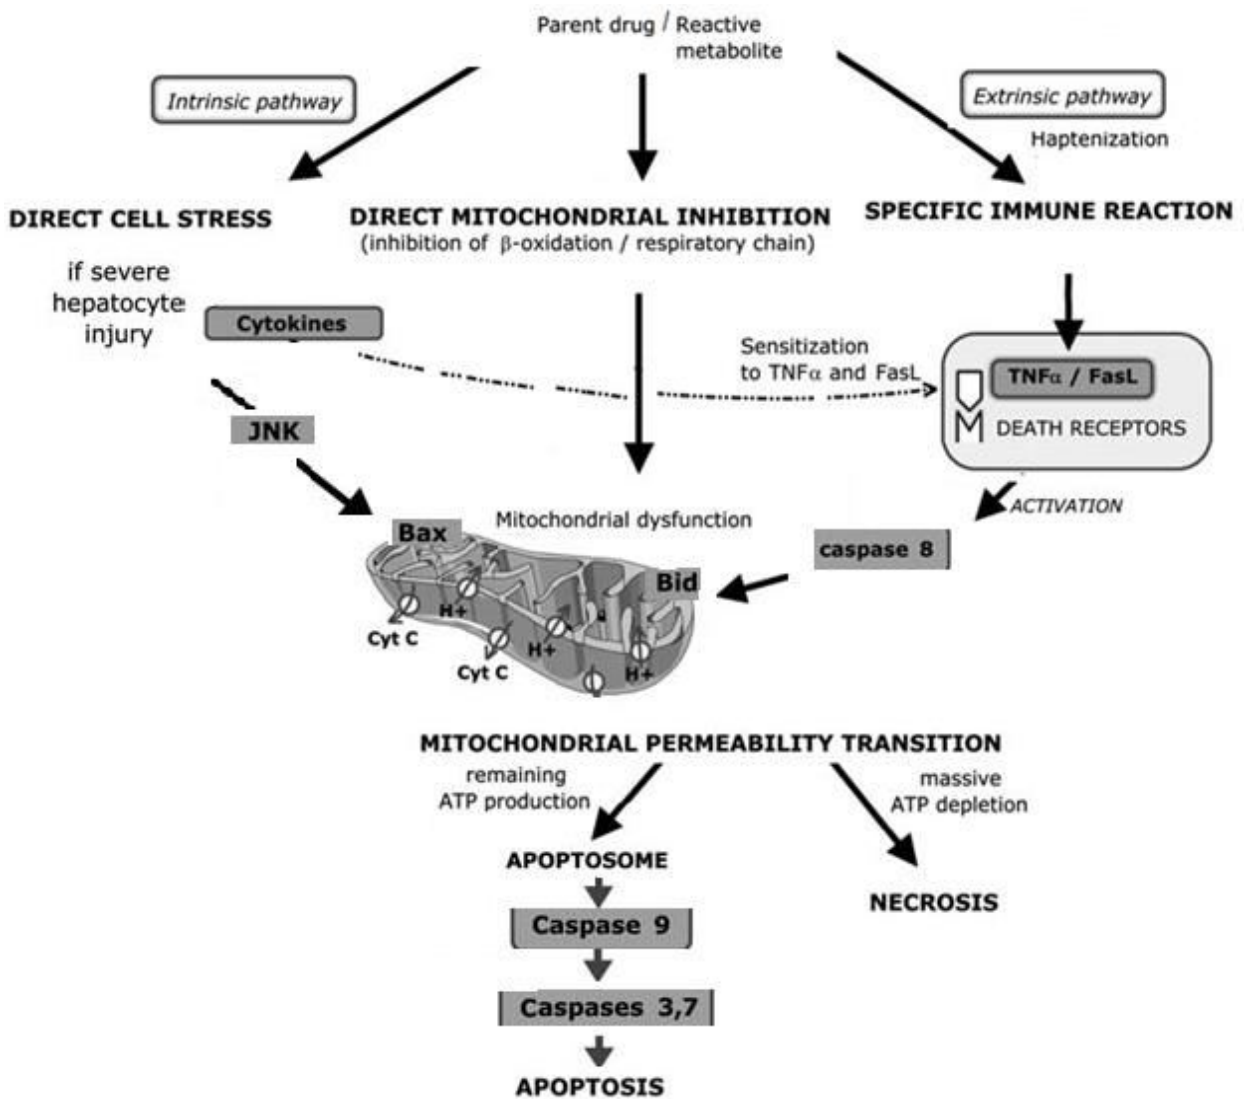 Parent drug / Reactive
metabolite
Intrinsic pathway
Extrinsic pathway
Haptenization
DIRECT CELL STRESS
DIRECT MITOCHONDRIAL INHIBITION
(inhibition of β-oxidation / respiratory chain)
SPECIFIC IMMUNE REACTION
if severe
hepatocyte
injury
Cytokines
Sensitization
to TNFα and FasL
TNFα / FasL
DEATH RECEPTORS
JNK
ACTIVATION
Mitochondrial dysfunction
caspase 8
Bax
Bid
H+
Cyt C
H+
Cyt C
H+
MITOCHONDRIAL PERMEABILITY TRANSITION
remaining
ATP production
massive
ATP depletion
APOPTOSOME
NECROSIS
Caspase 9
Caspases 3,7
APOPTOSIS